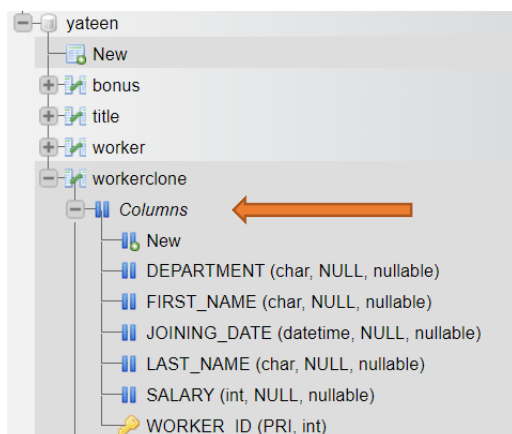 yateen
New
bonus
title
worker
workerclone
Columns
New
DEPARTMENT (char, NULL, nullable)
FIRST_NAME (char, NULL, nullable)
JOINING_DATE (datetime, NULL, nullable)
LAST_NAME (char, NULL, nullable)
SALARY (int, NULL, nullable)
WORKER_ID (PRI, int)